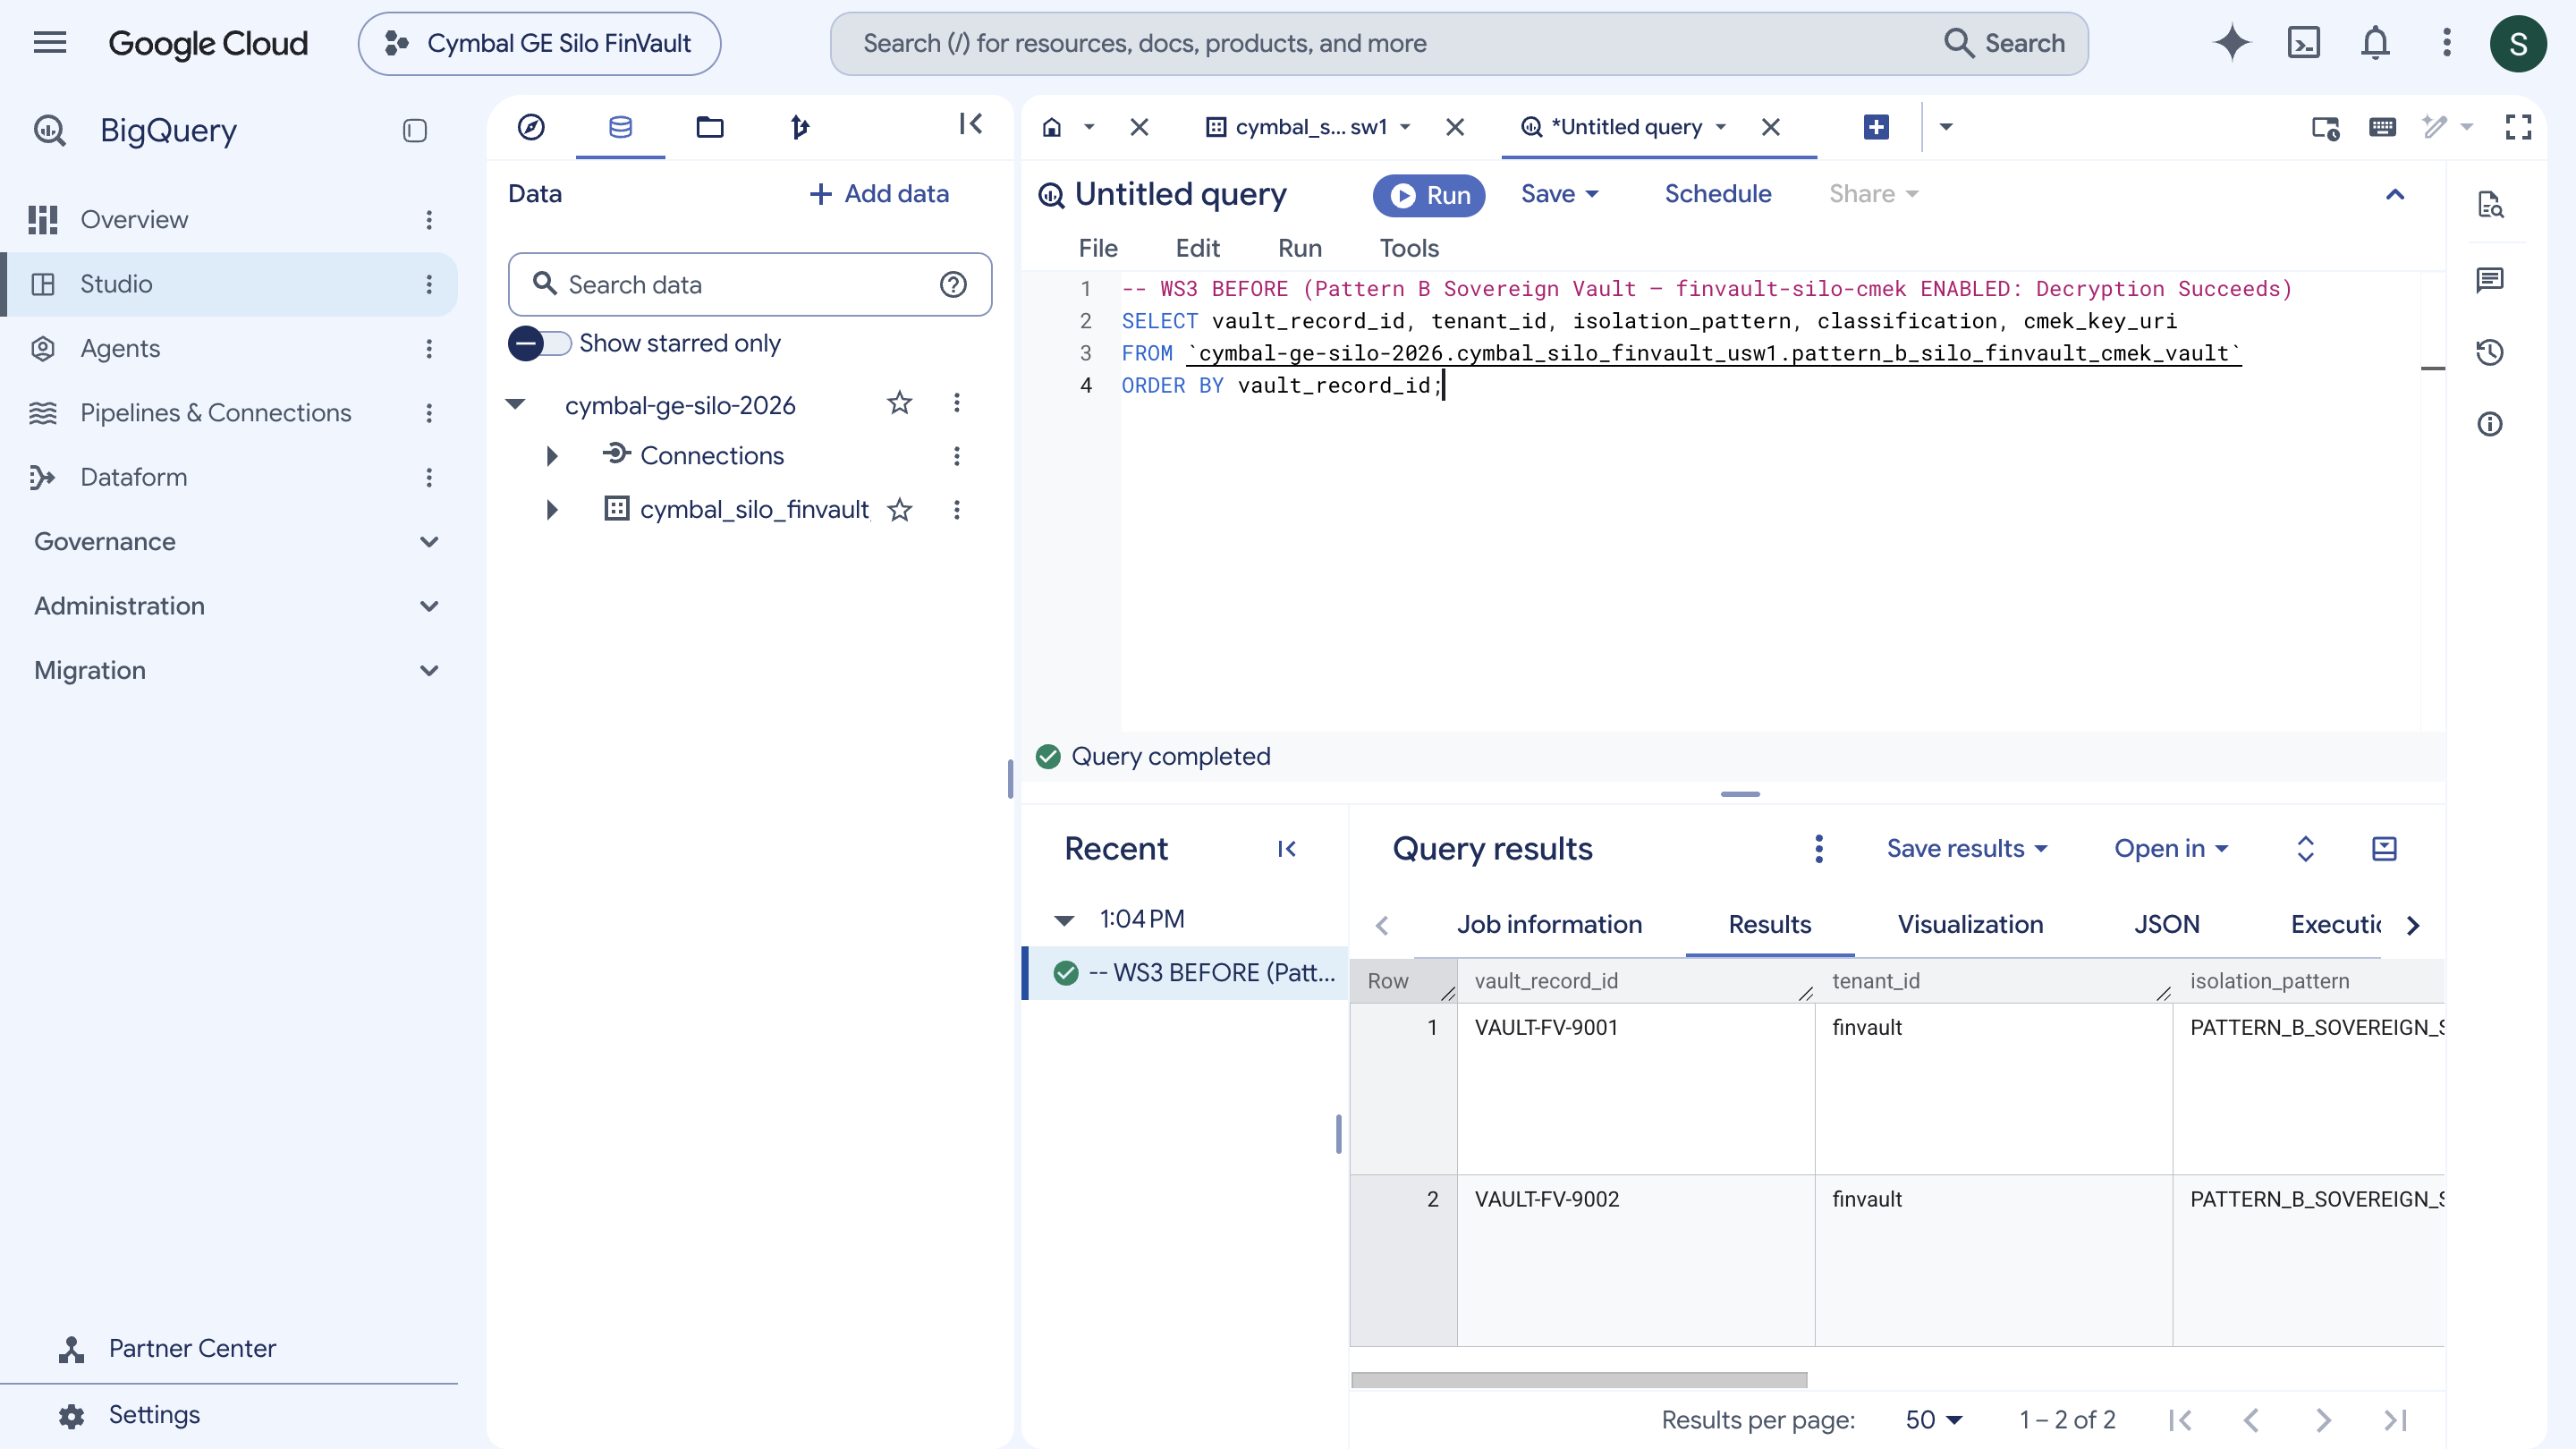 Google Cloud
Cymbal GE Silo FinVault
Search (/) for resources, docs, products, and more
Search
S
BigQuery
Overview
Studio
Agents
Pipelines & Connections
Dataform
Governance
Administration
Migration
Partner Center
Settings
Data
Add data
Search data
Show starred only
cymbal-ge-silo-2026
Connections
cymbal_silo_finvault_
cymbal_s... sw1
*Untitled query
Untitled query
Run
Save
Schedule
Share
File
Edit
Run
Tools
1 -- WS3 BEFORE (Pattern B Sovereign Vault — finvault-silo-cmek ENABLED: Decryption Succeeds)
2 SELECT vault_record_id, tenant_id, isolation_pattern, classification, cmek_key_uri
3 FROM `cymbal-ge-silo-2026.cymbal_silo_finvault_usw1.pattern_b_silo_finvault_cmek_vault`
4 ORDER BY vault_record_id;
Query completed
Recent
1:04 PM
-- WS3 BEFORE (Patt...
Query results
Save results
Open in
Job information
Results
Visualization
JSON
Executic
Row vault_record_id tenant_id isolation_pattern
1 VAULT-FV-9001 finvault PATTERN_B_SOVEREIGN_S
2 VAULT-FV-9002 finvault PATTERN_B_SOVEREIGN_S
Results per page:
50
1 – 2 of 2